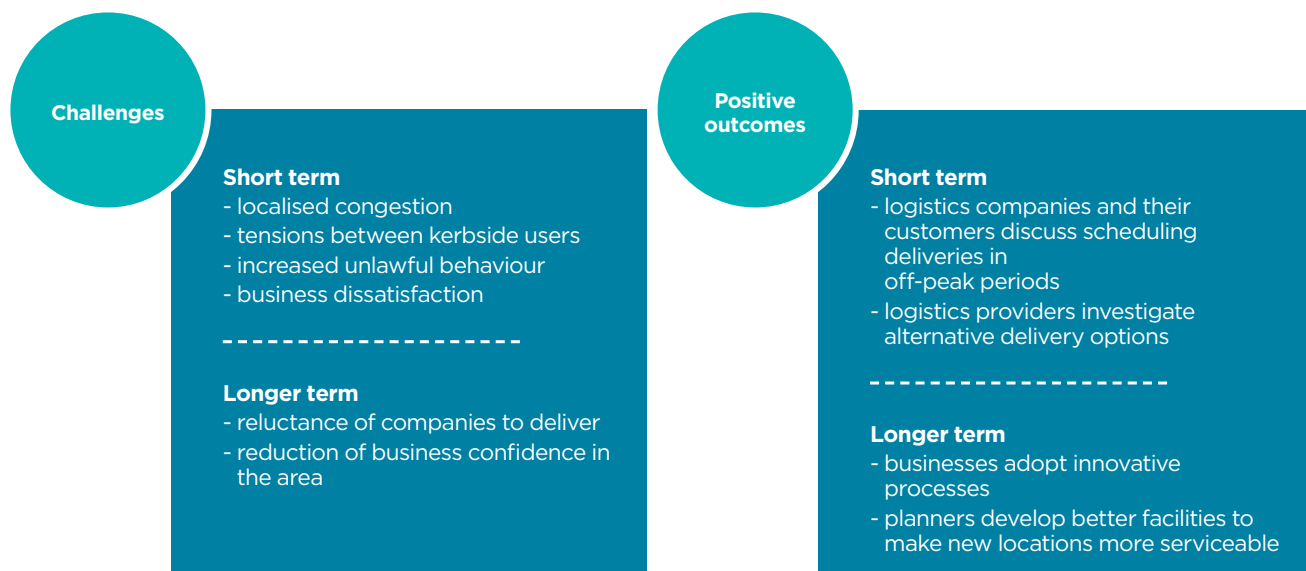 Challenges
Short term
- localised congestion
- tensions between kerbside users
- increased unlawful behaviour
- business dissatisfaction
Longer term
- reluctance of companies to deliver
- reduction of business confidence in
the area
Positive
outcomes
Short term
- logistics companies and their
customers discuss scheduling
deliveries in
off-peak periods
- logistics providers investigate
alternative delivery options
Longer term
- businesses adopt innovative
processes
- planners develop better facilities to
make new locations more serviceable